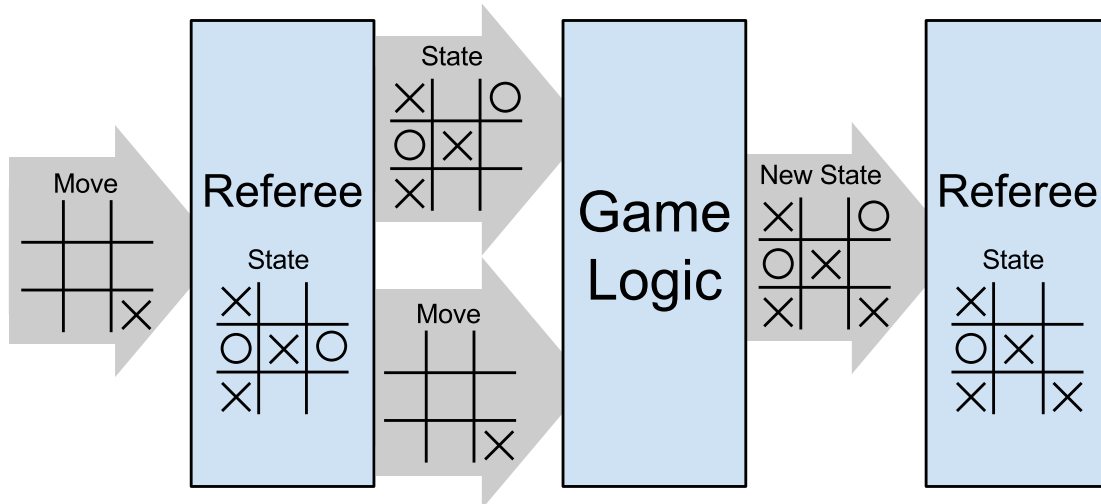 Move
Referee
State
State
Move
Game
Logic
New State
Referee
State